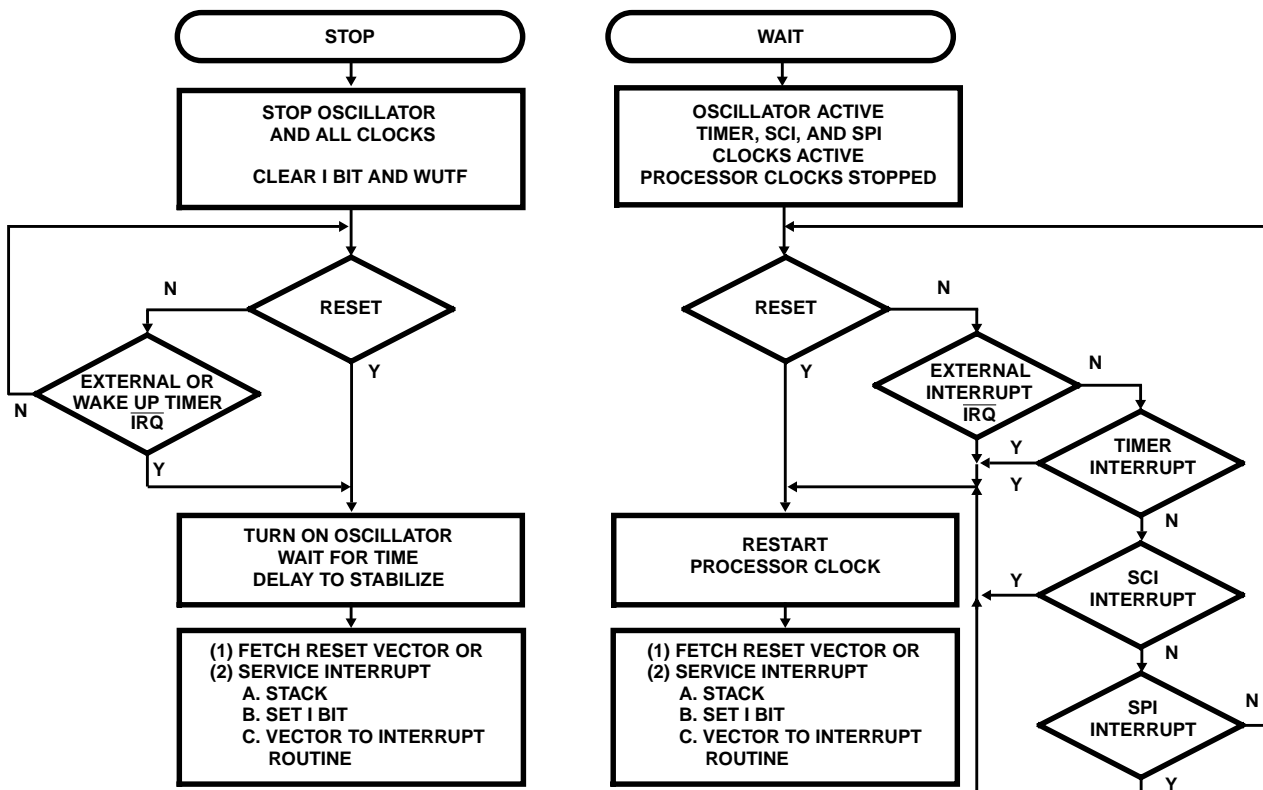 STOP
STOP OSCILLATOR
AND ALL CLOCKS
CLEAR I BIT AND WUTF
RESET
N
Y
EXTERNAL OR
WAKE UP TIMER
IRQ
N
Y
TURN ON OSCILLATOR
WAIT FOR TIME
DELAY TO STABILIZE
(1) FETCH RESET VECTOR OR
(2) SERVICE INTERRUPT
A. STACK
B. SET I BIT
C. VECTOR TO INTERRUPT
ROUTINE
WAIT
OSCILLATOR ACTIVE
TIMER, SCI, AND SPI
CLOCKS ACTIVE
PROCESSOR CLOCKS STOPPED
RESET
N
Y
EXTERNAL
INTERRUPT
IRQ
N
Y
TIMER
INTERRUPT
Y
N
SCI
INTERRUPT
Y
N
SPI
INTERRUPT
N
Y
RESTART
PROCESSOR CLOCK
(1) FETCH RESET VECTOR OR
(2) SERVICE INTERRUPT
A. STACK
B. SET I BIT
C. VECTOR TO INTERRUPT
ROUTINE